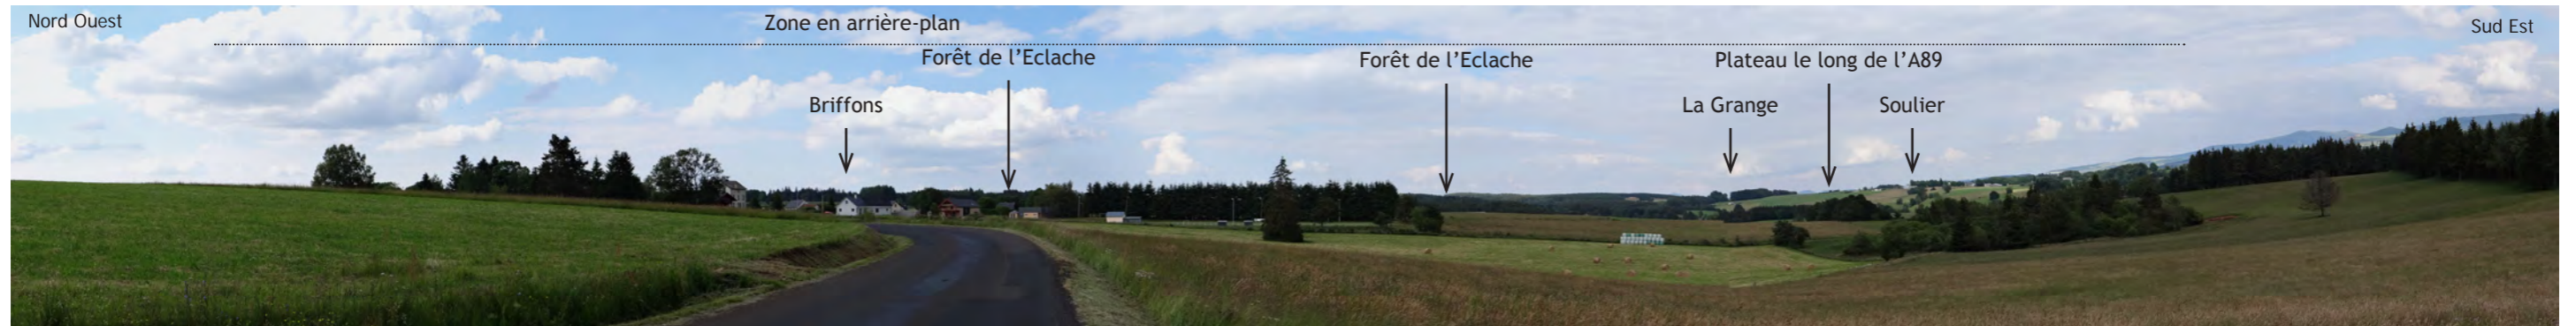 Nord Ouest
Zone en arrière-plan
Sud Est
Forêt de l’Eclache
Forêt de l’Eclache
Plateau le long de l’A89
Briffons
La Grange
Soulier